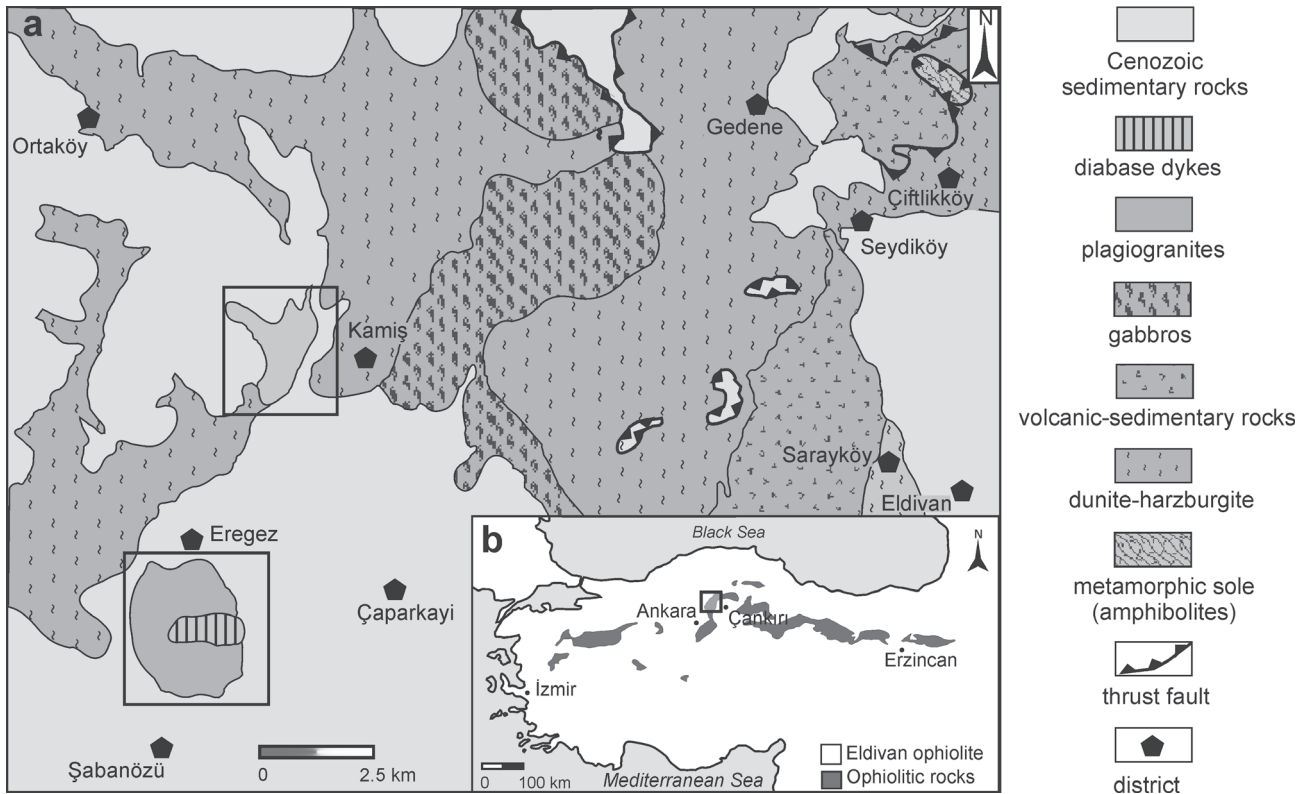 a
N
Ortaköy
Gedene
Çiftlikköy
Seydiköy
Kamiş
Sarayköy
Eldivan
Eregez
Çaparkayi
Şabanözü
0
2.5 km
b
Black Sea
N
Ankara
Çankırı
Erzincan
İzmir
Eldivan ophiolite
Ophiolitic rocks
0
100 km
Mediterranean Sea
Cenozoic
sedimentary rocks
diabase dykes
plagiogranites
gabbros
volcanic-sedimentary rocks
dunite-harzburgite
metamorphic sole
(amphibolites)
thrust fault
district